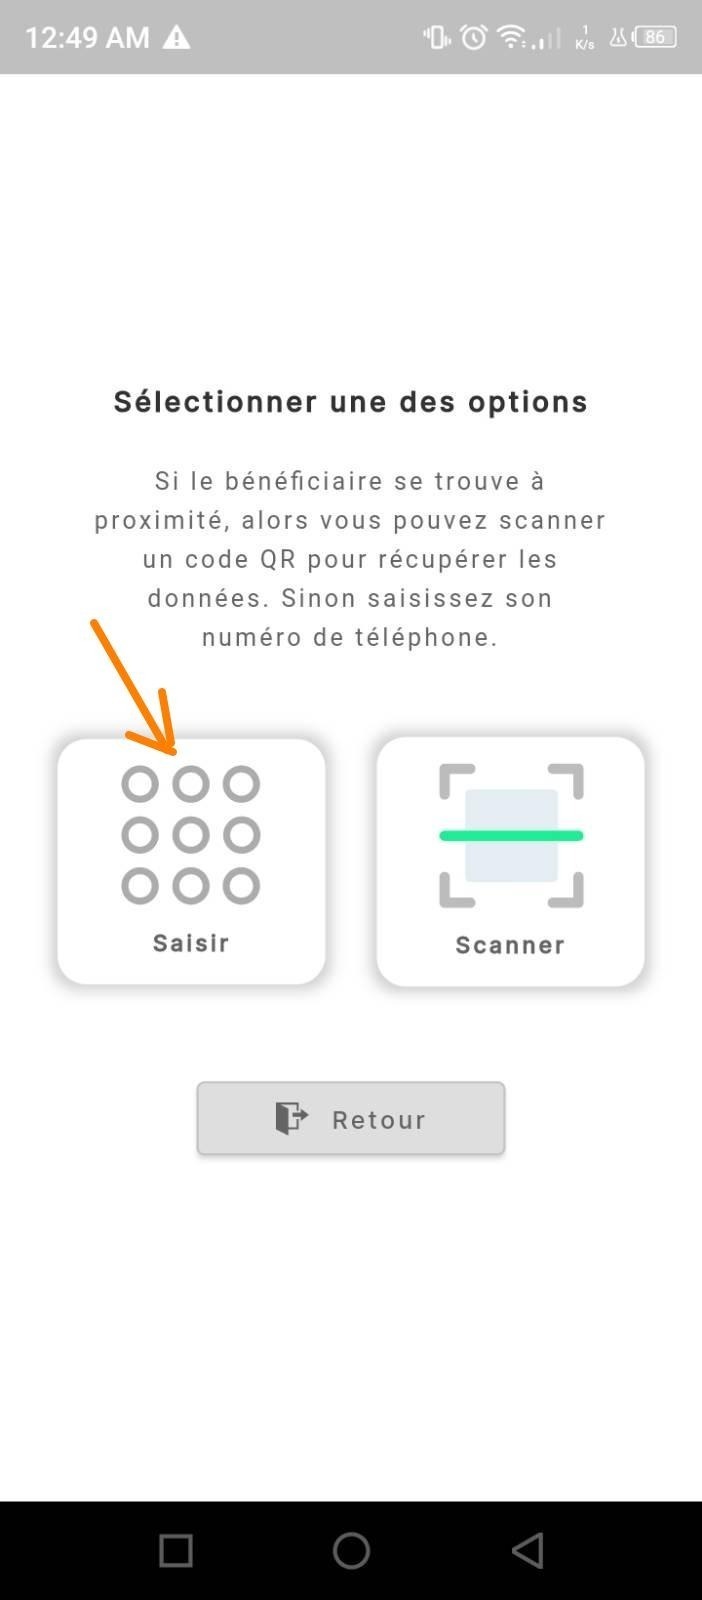 12:49 AM
1
K/s
86
Sélectionner une des options
Si le bénéficiaire se trouve à
proximité, alors vous pouvez scanner
un code QR pour récupérer les
données. Sinon saisissez son
numéro de téléphone.
Saisir
Scanner
Retour